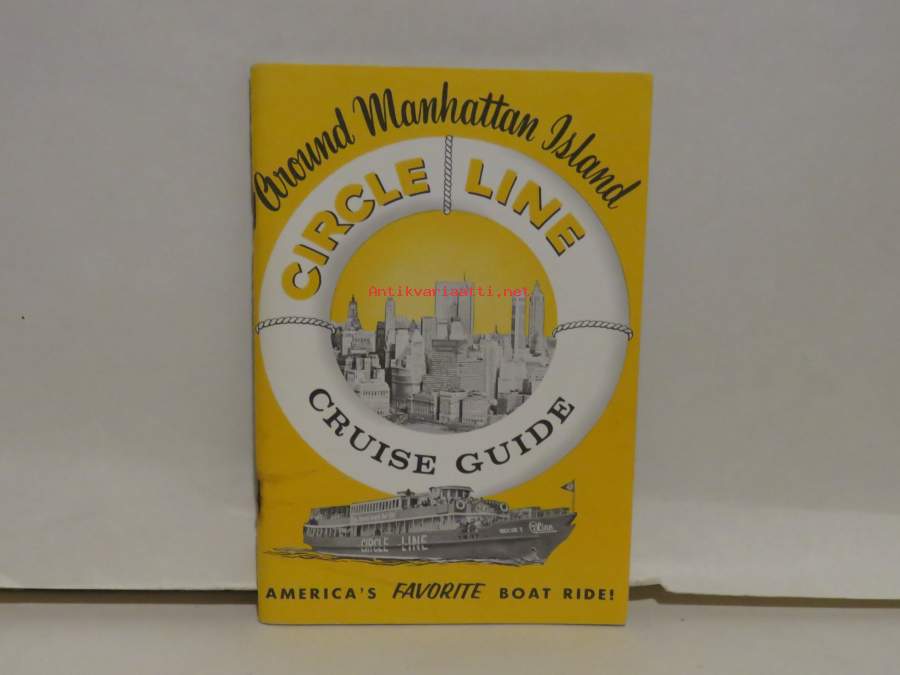 Around Manhattan Island
CIRCLE LINE
Antikvariaatti.net
CRUISE GUIDE
CIRCLE LINE
AMERICA'S FAVORITE BOAT RIDE!